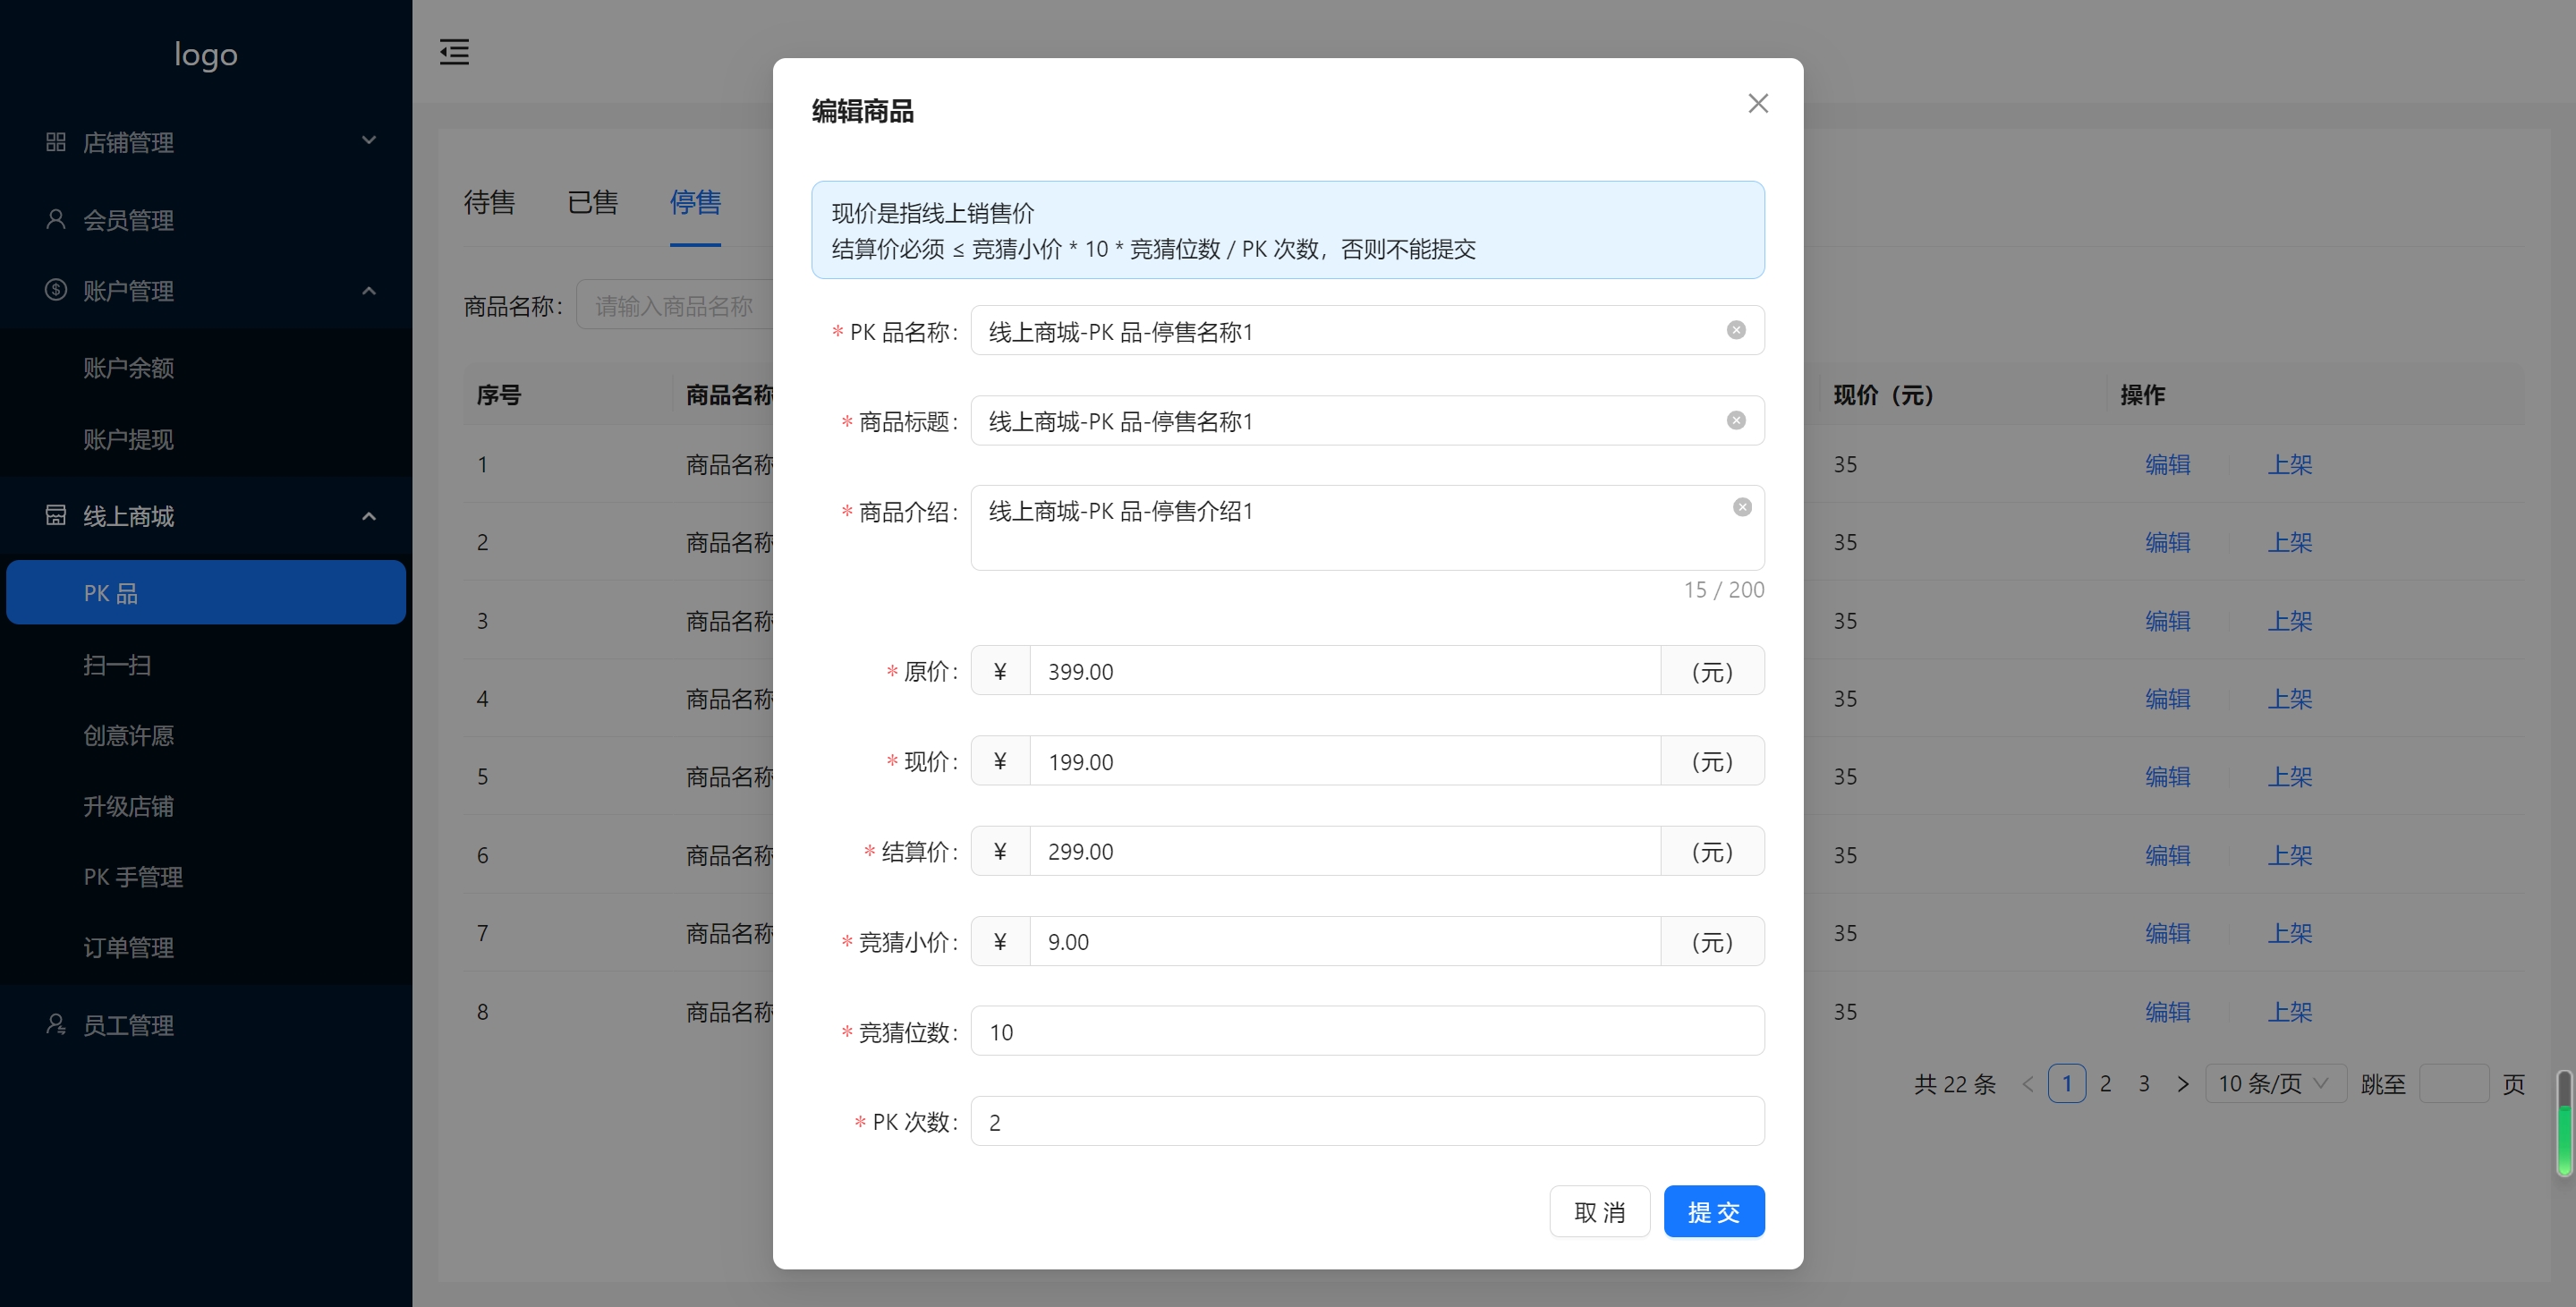 logo
店铺管理
会员管理
账户管理
账户余额
账户提现
线上商城
PK 品
扫一扫
创意许愿
升级店铺
PK 手管理
订单管理
员工管理
待售 已售 停售
商品名称： 请输入商品名称
序号 商品名称 现价（元） 操作
1 商品名称 35 编辑 上架
2 商品名称 35 编辑 上架
3 商品名称 35 编辑 上架
4 商品名称 35 编辑 上架
5 商品名称 35 编辑 上架
6 商品名称 35 编辑 上架
7 商品名称 35 编辑 上架
8 商品名称 35 编辑 上架
共 22 条 < 1 2 3 > 10 条/页 跳至 页
编辑商品
现价是指线上销售价
结算价必须 ≤ 竞猜小价 * 10 * 竞猜位数 / PK 次数，否则不能提交
* PK 品名称： 线上商城-PK 品-停售名称1
* 商品标题： 线上商城-PK 品-停售名称1
* 商品介绍： 线上商城-PK 品-停售介绍1
15 / 200
* 原价： ¥ 399.00 （元）
* 现价： ¥ 199.00 （元）
* 结算价： ¥ 299.00 （元）
* 竞猜小价： ¥ 9.00 （元）
* 竞猜位数： 10
* PK 次数： 2
取 消 提 交